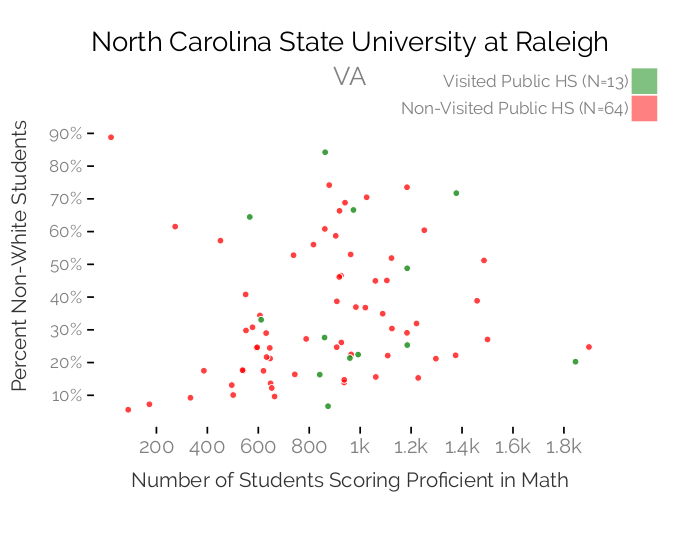 North Carolina State University at Raleigh
VA
Visited Public HS (N=13)
Non-Visited Public HS (N=64)
Percent Non-White Students
90%
80%
70%
60%
50%
40%
30%
20%
10%
200 400 600 800 1k 1.2k 1.4k 1.6k 1.8k
Number of Students Scoring Proficient in Math